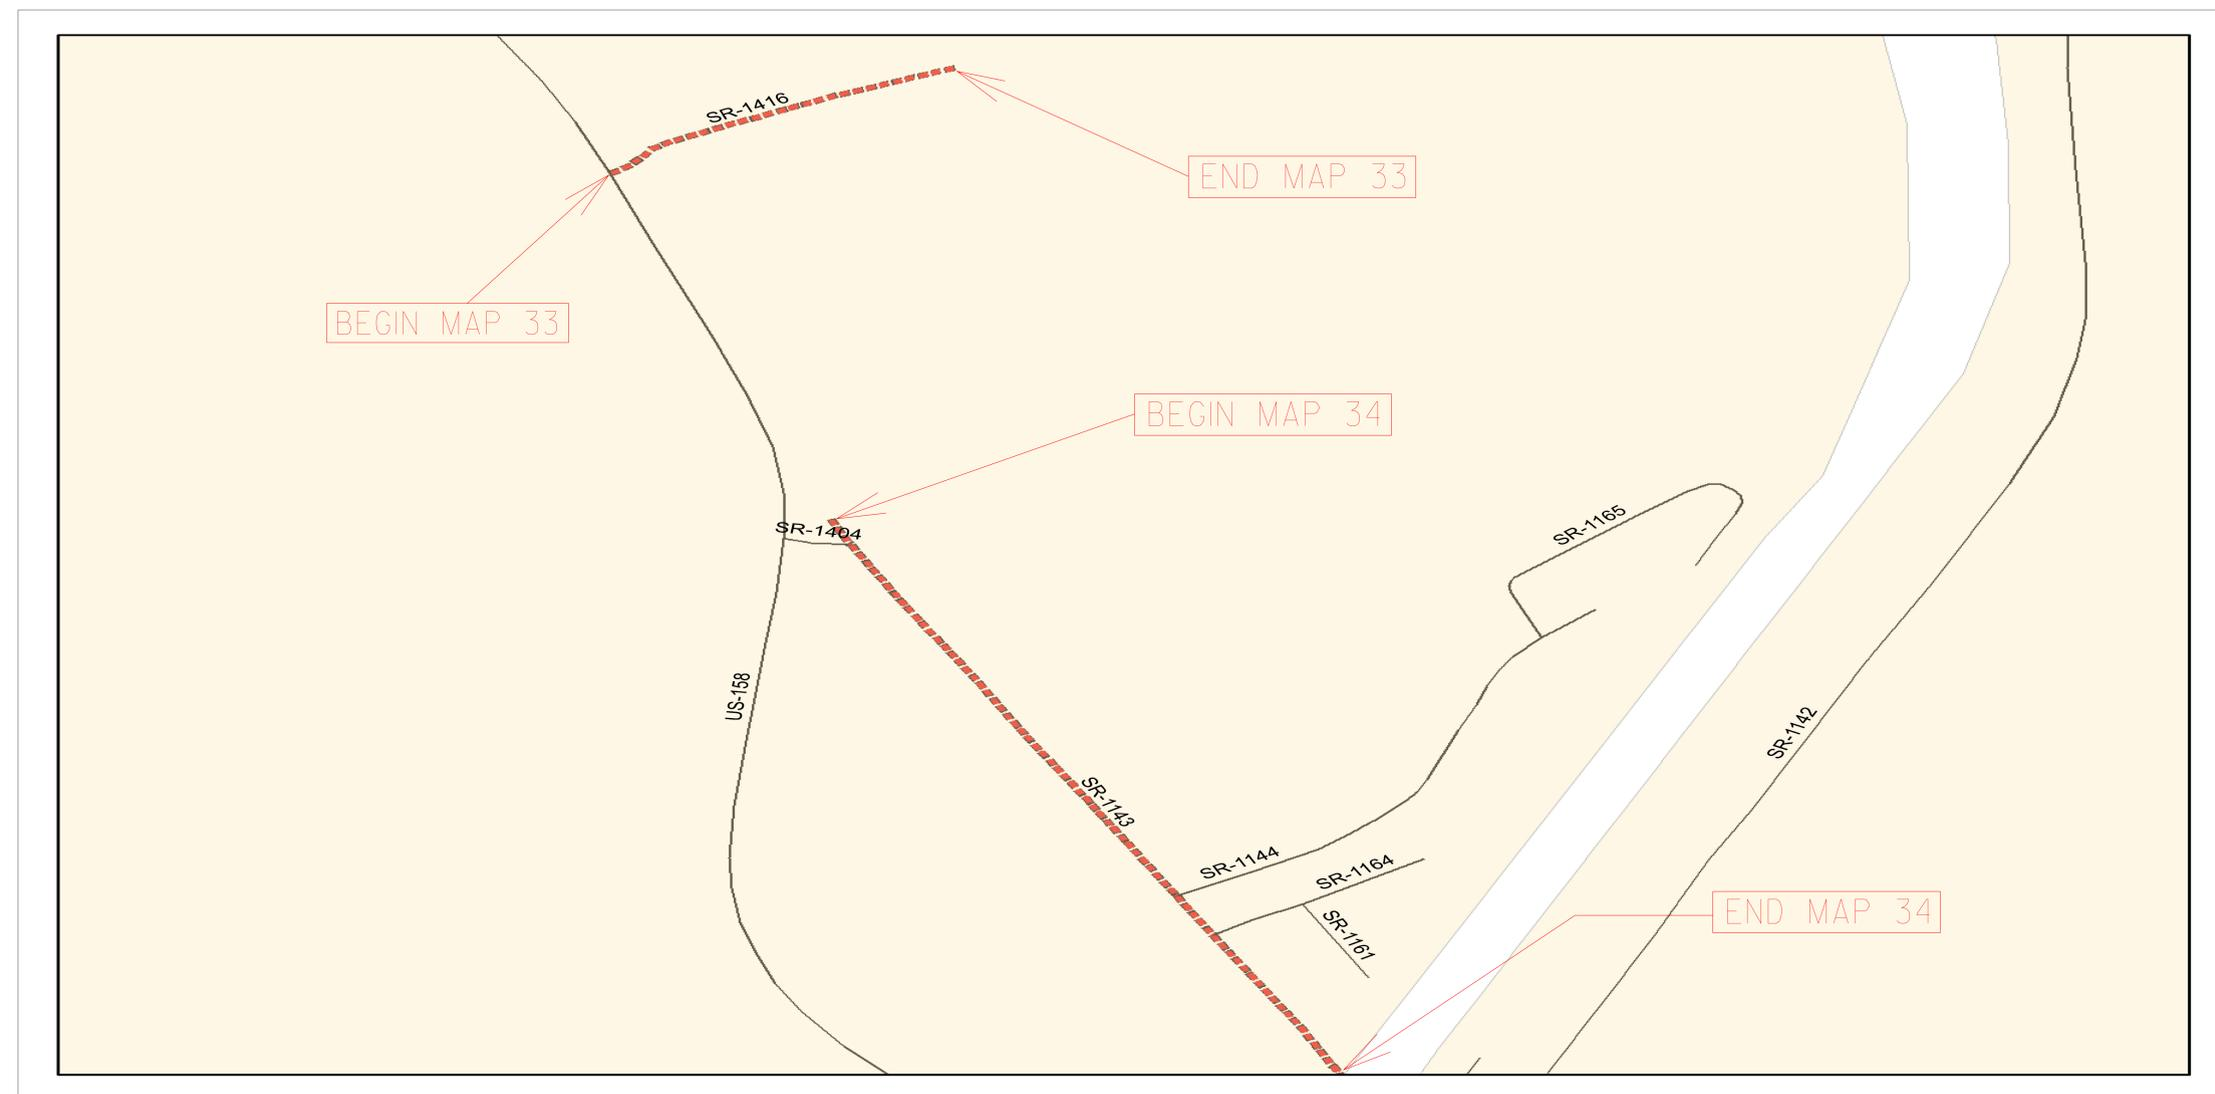 SR-1416
END MAP 33
BEGIN MAP 33
BEGIN MAP 34
SR-1404
SR-1165
US-158
SR-1142
SR-1143
SR-1144
SR-1164
END MAP 34
SR-1161